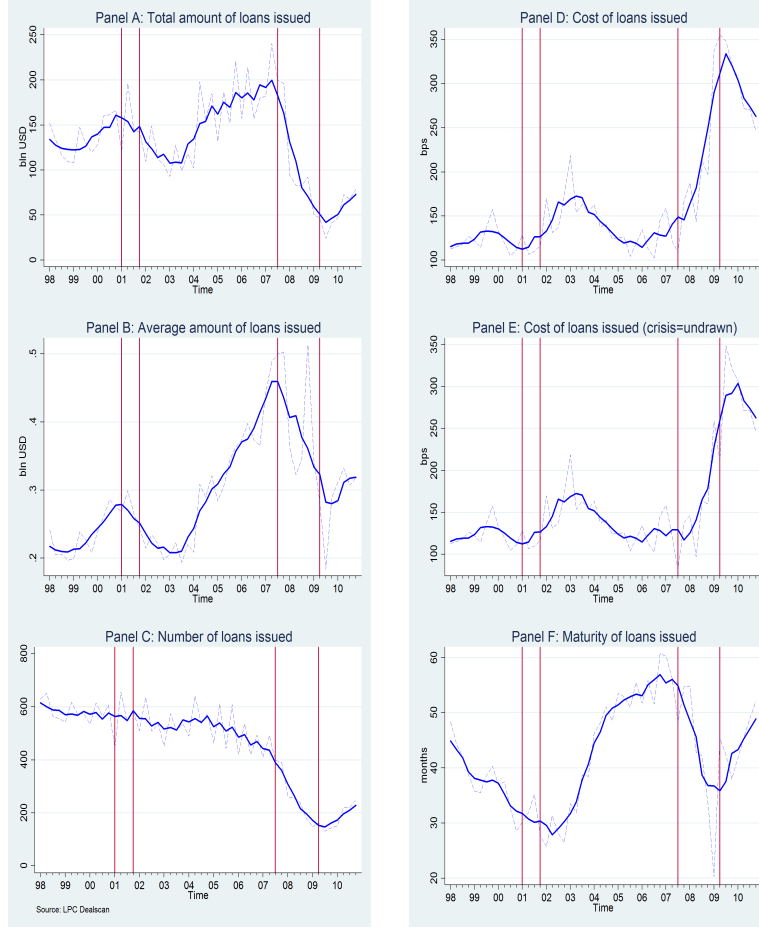 Panel A: Total amount of loans issued
250
200
150
100
50
0
bln USD
98 99 00 01 02 03 04 05 06 07 08 09 10
Time
Panel D: Cost of loans issued
350
300
250
200
150
100
bps
98 99 00 01 02 03 04 05 06 07 08 09 10
Time
Panel B: Average amount of loans issued
.5
.4
.3
.2
bln USD
98 99 00 01 02 03 04 05 06 07 08 09 10
Time
Panel E: Cost of loans issued (crisis=undrawn)
350
300
250
200
150
100
bps
98 99 00 01 02 03 04 05 06 07 08 09 10
Time
Panel C: Number of loans issued
800
600
400
200
0
98 99 00 01 02 03 04 05 06 07 08 09 10
Time
Source: LPC Dealscan
Panel F: Maturity of loans issued
60
50
40
30
20
months
98 99 00 01 02 03 04 05 06 07 08 09 10
Time